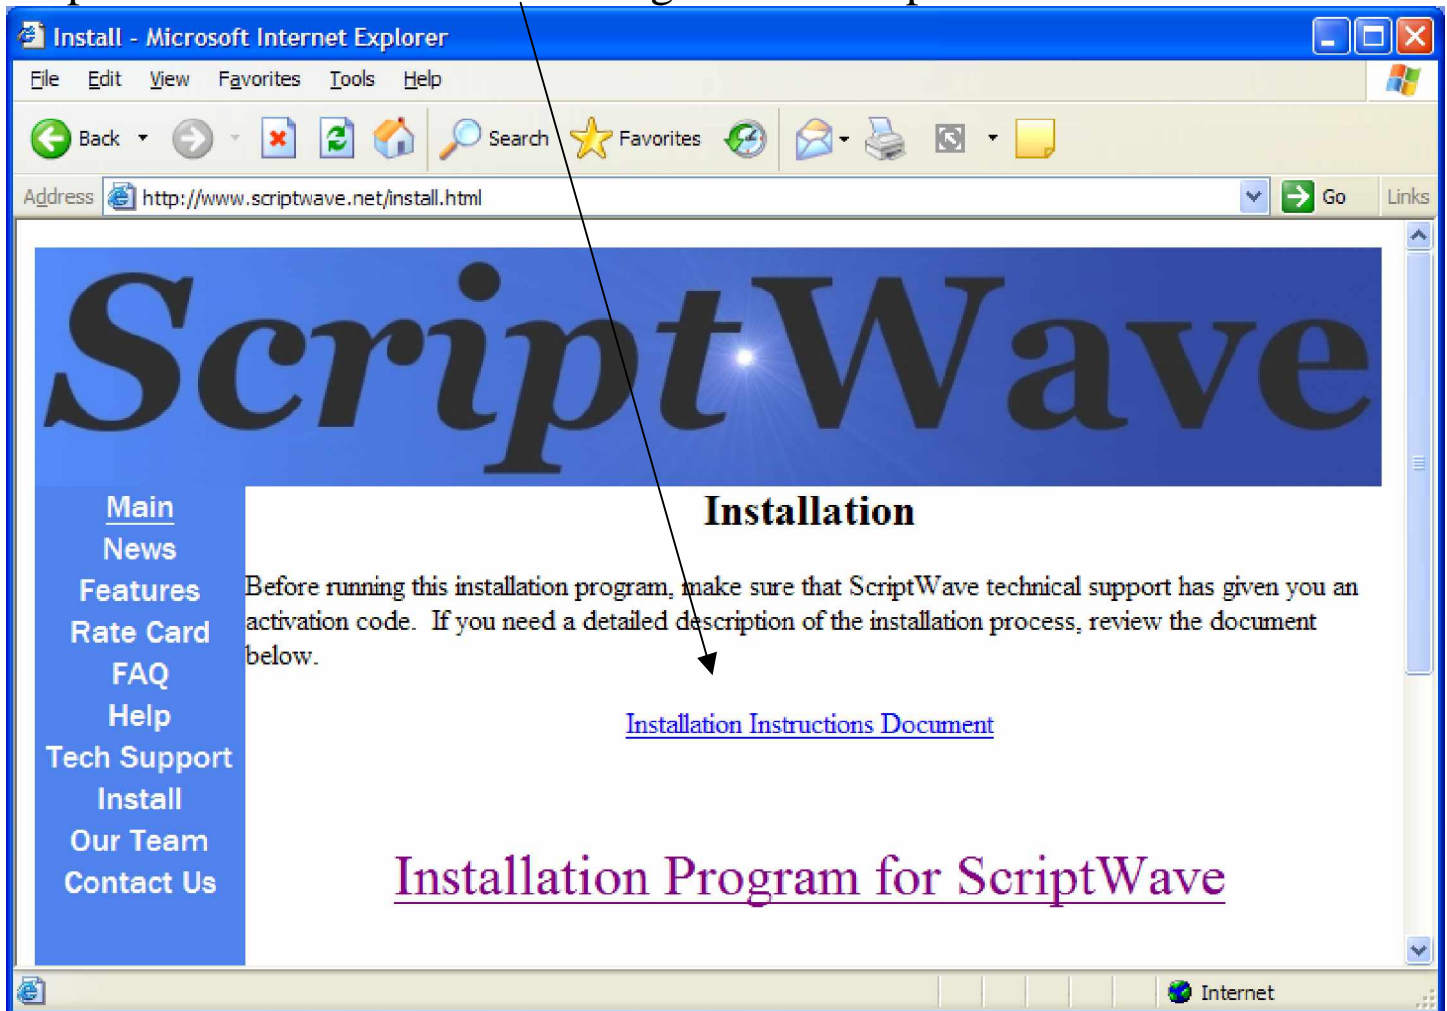 Install - Microsoft Internet Explorer
File Edit View Favorites Tools Help
Back Search Favorites
Address http://www.scriptwave.net/install.html Go Links
ScriptWave
Main
News
Features
Rate Card
FAQ
Help
Tech Support
Install
Our Team
Contact Us
Installation
Before running this installation program, make sure that ScriptWave technical support has given you an
activation code. If you need a detailed description of the installation process, review the document
below.
Installation Instructions Document
Installation Program for ScriptWave
Internet